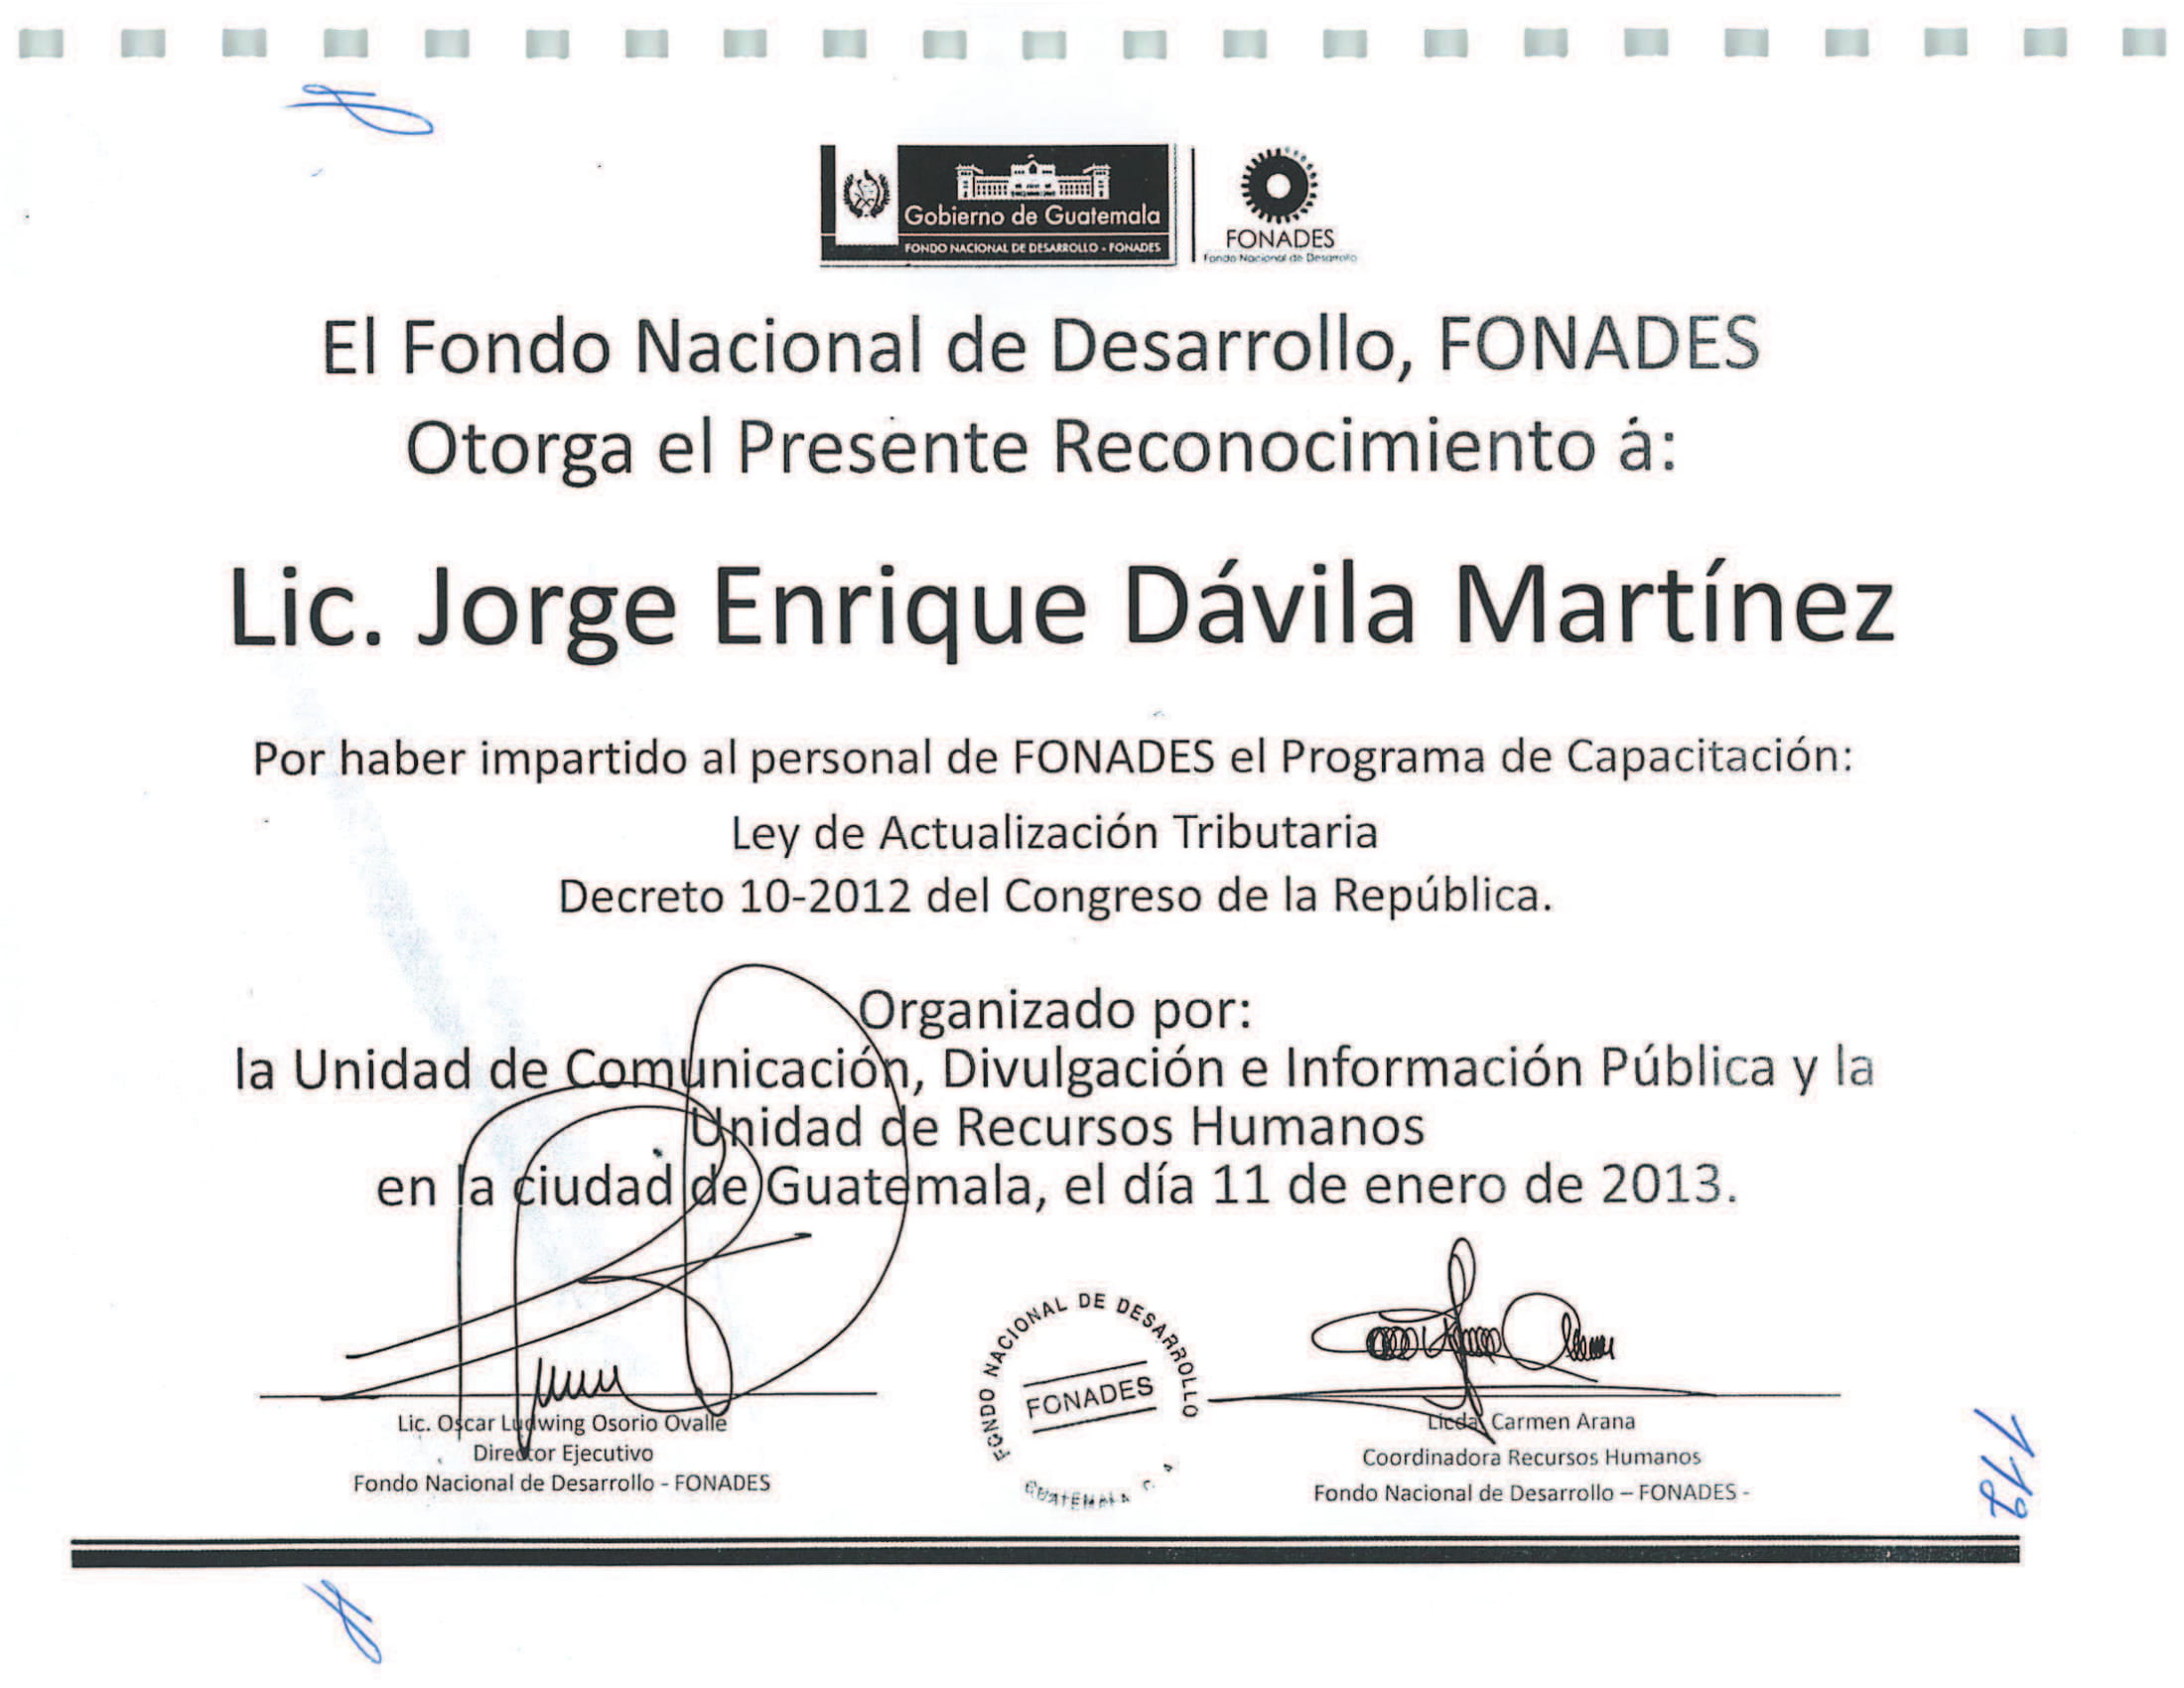 Gobierno de Guatemala
FONDO NACIONAL DE DESARROLLO - FONADES
FONADES
Fondo Nacional de Desarrollo
El Fondo Nacional de Desarrollo, FONADES
Otorga el Presente Reconocimiento á:
Lic. Jorge Enrique Dávila Martínez
Por haber impartido al personal de FONADES el Programa de Capacitación:
Ley de Actualización Tributaria
Decreto 10-2012 del Congreso de la República.
Organizado por:
la Unidad de Comunicación, Divulgación e Información Pública y la
Unidad de Recursos Humanos
en la ciudad de Guatemala, el día 11 de enero de 2013.
Lic. Oscar Ludwing Osorio Ovalle
Director Ejecutivo
Fondo Nacional de Desarrollo - FONADES
FONDO NACIONAL DE DESARROLLO
FONADES
GUATEMALA C. A
Licda. Carmen Arana
Coordinadora Recursos Humanos
Fondo Nacional de Desarrollo – FONADES -